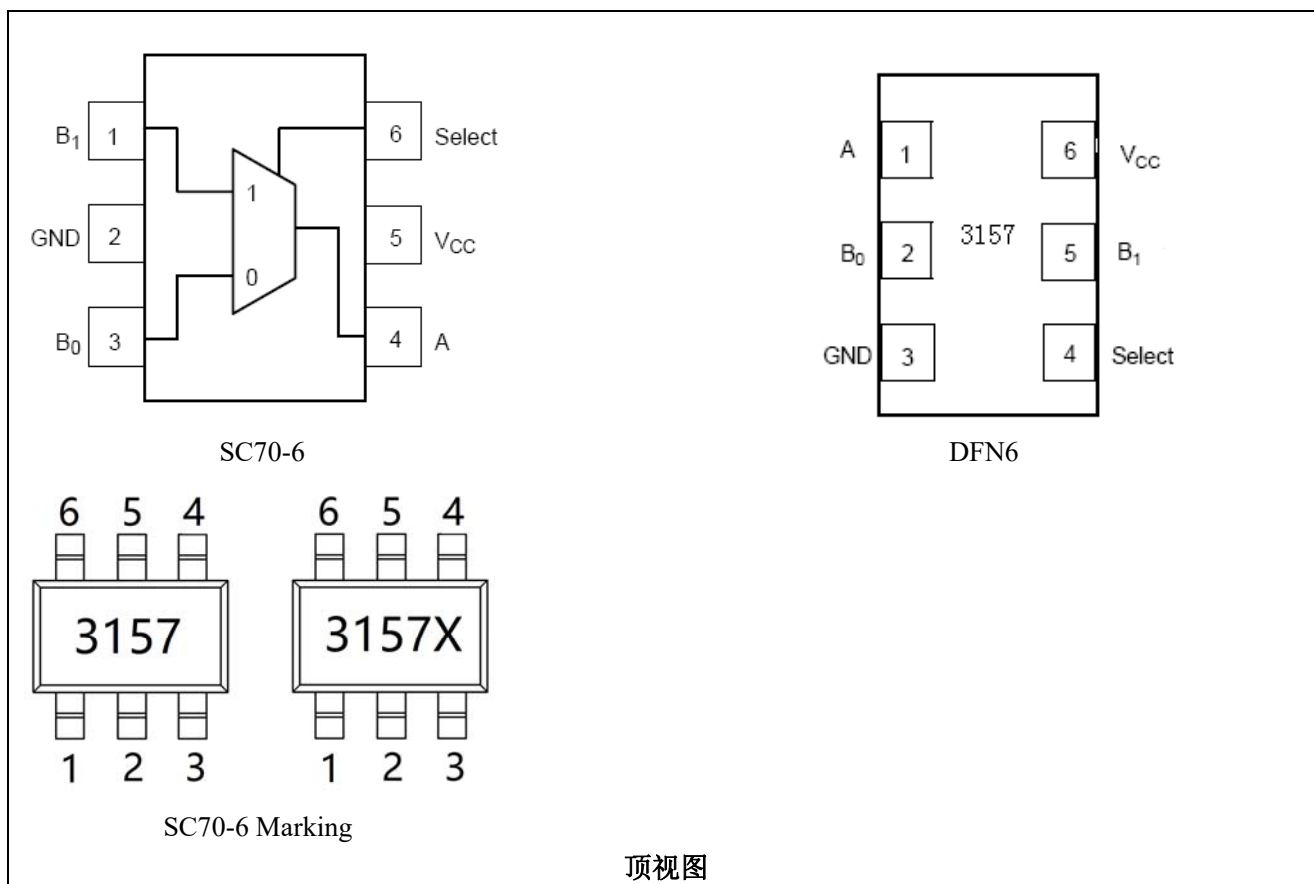 B₁ 1 6 Select
1
GND 2 5 VCC
0
B₀ 3 4 A
SC70-6
A 1 6 VCC
B₀ 2 3157 5 B₁
GND 3 4 Select
DFN6
6 5 4
3157
1 2 3
6 5 4
3157X
1 2 3
SC70-6 Marking
顶视图